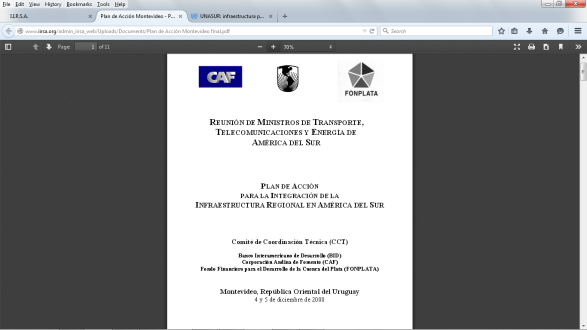 File Edit View History Bookmarks Tools Help
I.I.R.S.A.
Plan de Acción Montevideo - P...
UNASUR: infraestructura p...
www.iirsa.org/admin_iirsa_web/Uploads/Documents/Plan de Acción Montevideo final.pdf
Search
Page 1 of 11
70%
CAF
FONPLATA
REUNIÓN DE MINISTROS DE TRANSPORTE,
TELECOMUNICACIONES Y ENERGÍA DE
AMÉRICA DEL SUR
PLAN DE ACCIÓN
PARA LA INTEGRACIÓN DE LA
INFRAESTRUCTURA REGIONAL EN AMÉRICA DEL SUR
Comité de Coordinación Técnica (CCT)
Banco Interamericano de Desarrollo (BID)
Corporación Andina de Fomento (CAF)
Fondo Financiero para el Desarrollo de la Cuenca del Plata (FONPLATA)
Montevideo, República Oriental del Uruguay
4 y 5 de diciembre de 2000